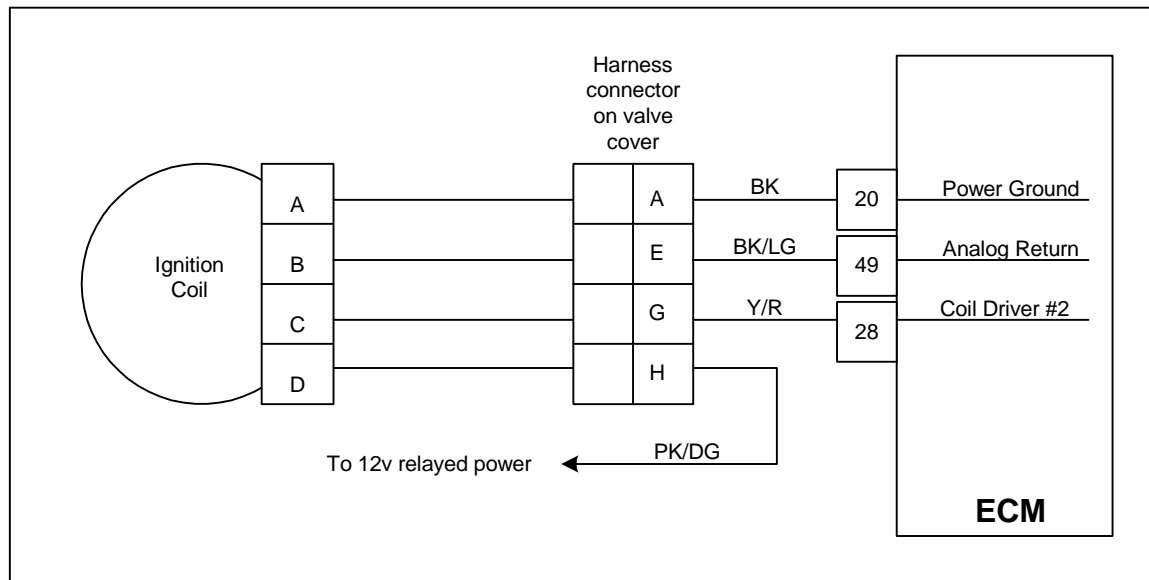 Harness
connector
on valve
cover
Ignition
Coil
A
B
C
D
A
E
G
H
BK
BK/LG
Y/R
20
49
28
Power Ground
Analog Return
Coil Driver #2
To 12v relayed power
PK/DG
ECM